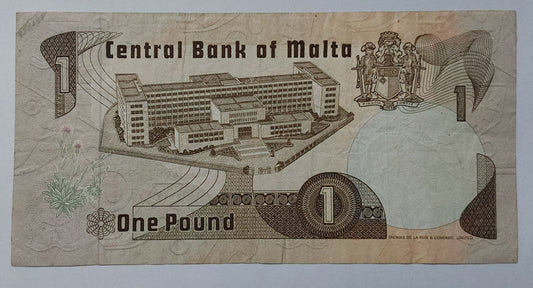 Central Bank of Malta
1
1
One Pound
1
THOMAS DE LA RUE & COMPANY, LIMITED